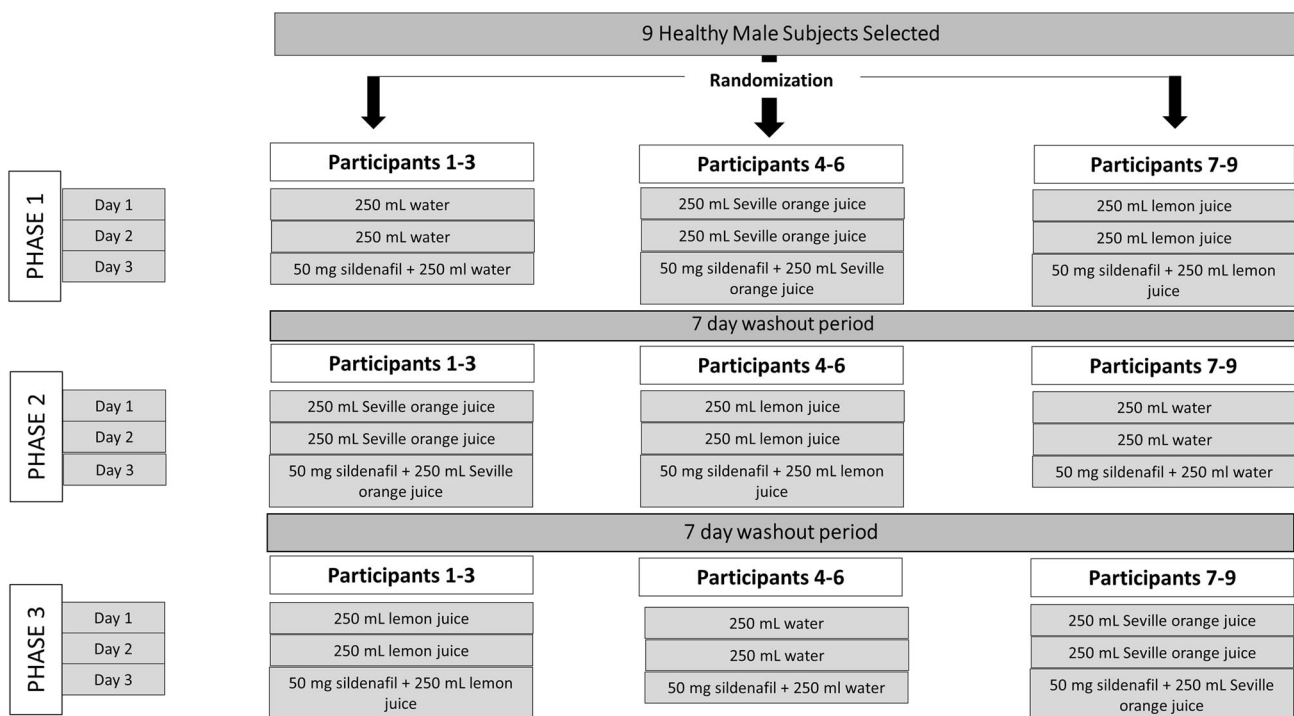 9 Healthy Male Subjects Selected
Randomization
Participants 1-3
Participants 4-6
Participants 7-9
PHASE 1
Day 1
250 mL water
250 mL Seville orange juice
250 mL lemon juice
Day 2
250 mL water
250 mL Seville orange juice
250 mL lemon juice
Day 3
50 mg sildenafil + 250 ml water
50 mg sildenafil + 250 mL Seville
orange juice
50 mg sildenafil + 250 mL lemon
juice
7 day washout period
Participants 1-3
Participants 4-6
Participants 7-9
PHASE 2
Day 1
250 mL Seville orange juice
250 mL lemon juice
250 mL water
Day 2
250 mL Seville orange juice
250 mL lemon juice
250 mL water
Day 3
50 mg sildenafil + 250 mL Seville
orange juice
50 mg sildenafil + 250 mL lemon
juice
50 mg sildenafil + 250 ml water
7 day washout period
Participants 1-3
Participants 4-6
Participants 7-9
PHASE 3
Day 1
250 mL lemon juice
250 mL water
250 mL Seville orange juice
Day 2
250 mL lemon juice
250 mL water
250 mL Seville orange juice
Day 3
50 mg sildenafil + 250 mL lemon
juice
50 mg sildenafil + 250 ml water
50 mg sildenafil + 250 mL Seville
orange juice